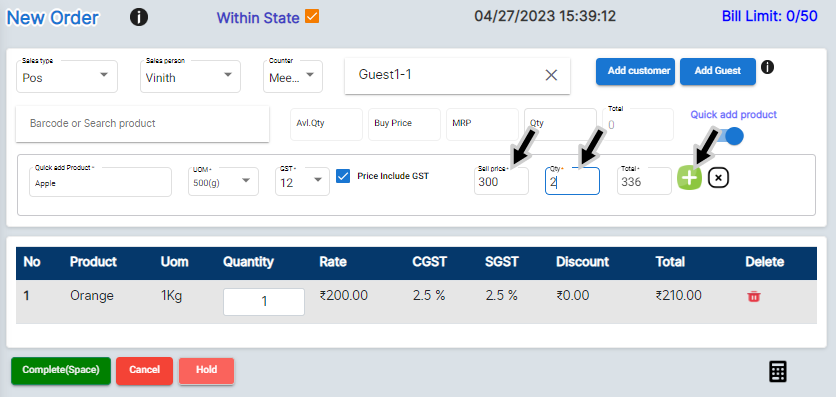 New Order i Within State 04/27/2023 15:39:12 Bill Limit: 0/50
Sales type Sales person Counter
Pos Vinith Mee... Guest1-1 Add customer Add Guest i
Total Quick add product
Barcode or Search product Avl.Qty Buy Price MRP Qty 0
Quick add Product * UOM * GST * Sell price * Qty * Total *
Apple 500(g) 12 Price Include GST 300 2 336
No Product Uom Quantity Rate CGST SGST Discount Total Delete
1 Orange 1Kg 1 ₹200.00 2.5 % 2.5 % ₹0.00 ₹210.00
Complete(Space) Cancel Hold